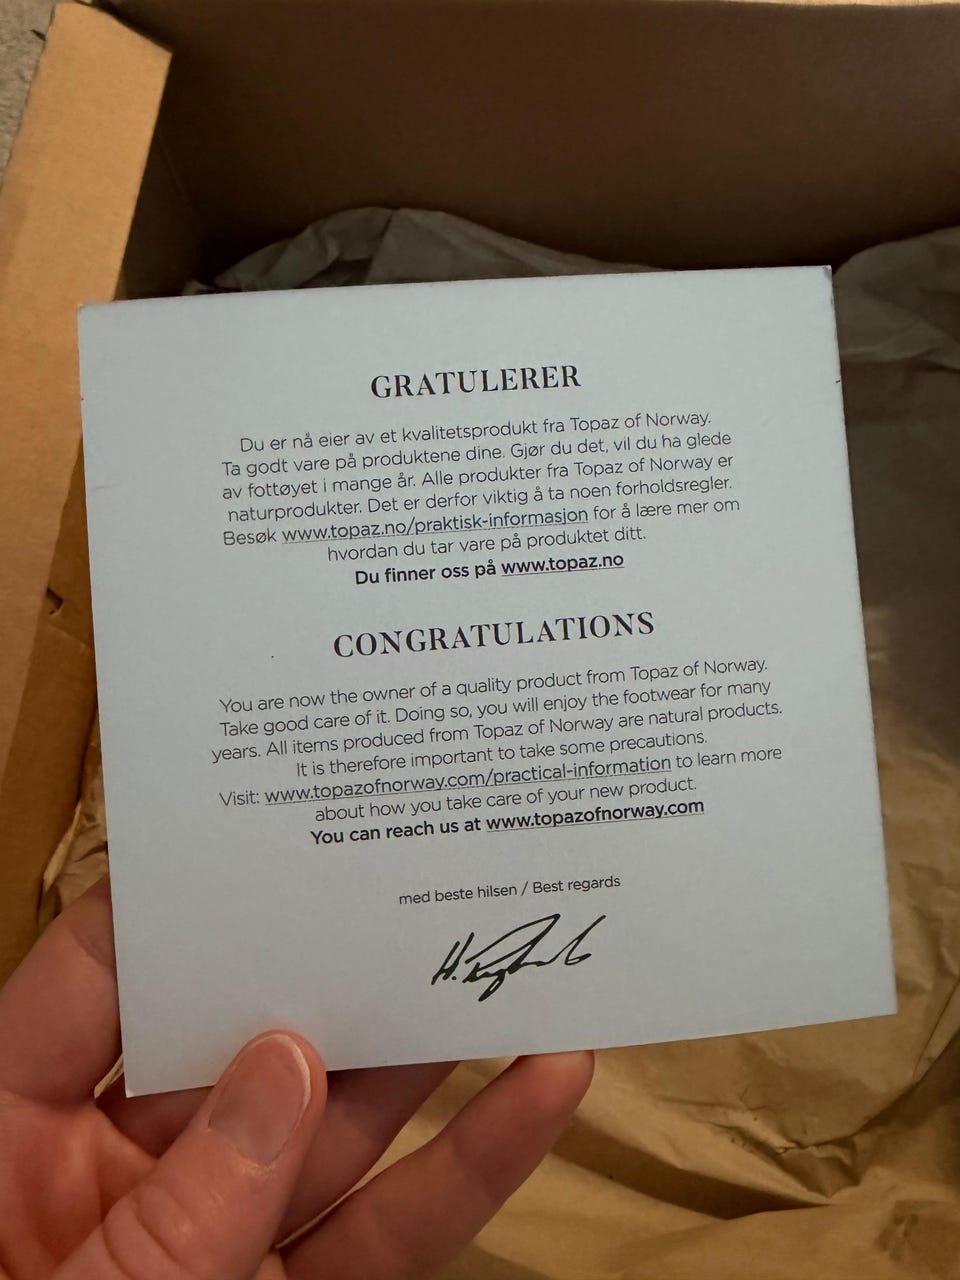 GRATULERER
Du er nå eier av et kvalitetsprodukt fra Topaz of Norway.
Ta godt vare på produktene dine. Gjør du det, vil du ha glede
av fottøyet i mange år. Alle produkter fra Topaz of Norway er
naturprodukter. Det er derfor viktig å ta noen forholdsregler.
Besøk www.topaz.no/praktisk-informasjon for å lære mer om
hvordan du tar vare på produktet ditt.
Du finner oss på www.topaz.no
CONGRATULATIONS
You are now the owner of a quality product from Topaz of Norway.
Take good care of it. Doing so, you will enjoy the footwear for many
years. All items produced from Topaz of Norway are natural products.
It is therefore important to take some precautions.
Visit: www.topazofnorway.com/practical-information to learn more
about how you take care of your new product.
You can reach us at www.topazofnorway.com
med beste hilsen / Best regards
H.